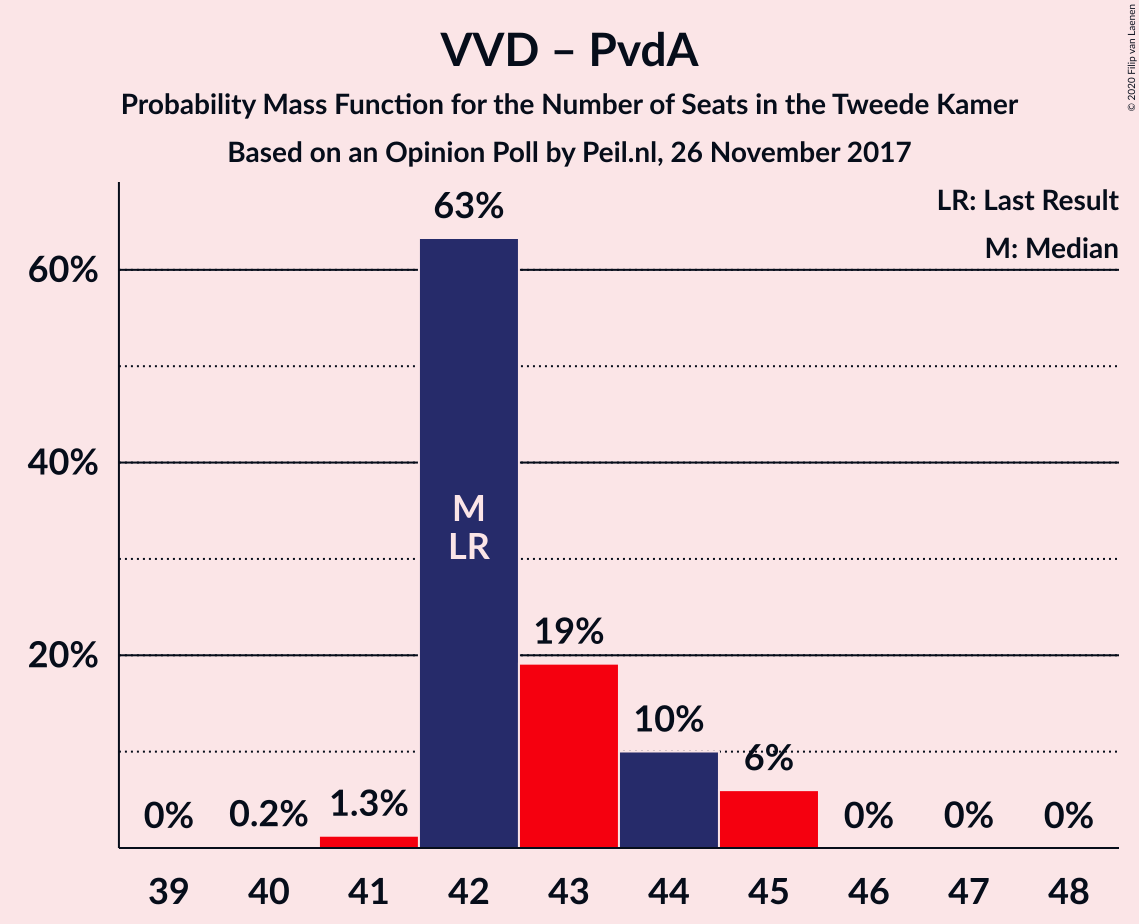 VVD – PvdA
Probability Mass Function for the Number of Seats in the Tweede Kamer
Based on an Opinion Poll by Peil.nl, 26 November 2017
© 2020 Filip van Laenen
LR: Last Result
M: Median
63%
60%
40%
M
LR
19%
20%
10%
6%
0%
0.2%
1.3%
0%
0%
0%
39
40
41
42
43
44
45
46
47
48